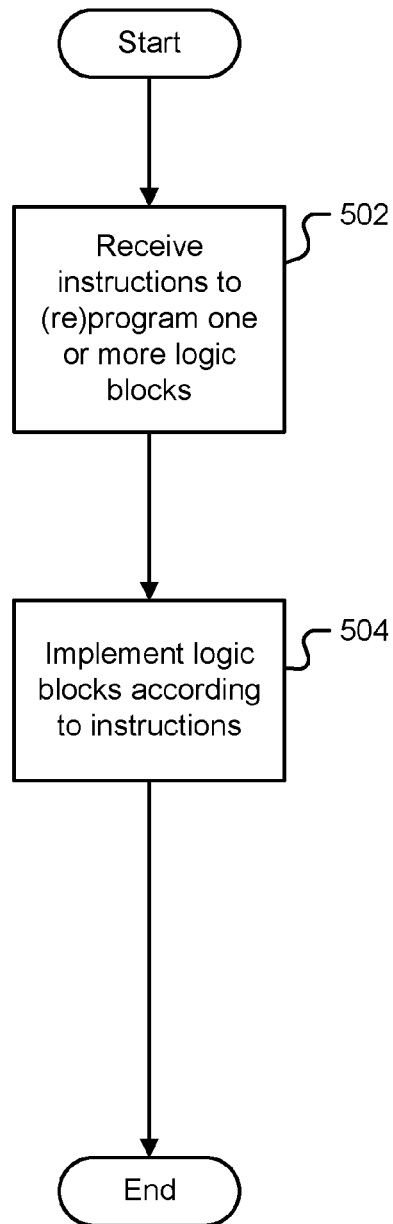 Start
502
Receive
instructions to
(re)program one
or more logic
blocks
504
Implement logic
blocks according
to instructions
End